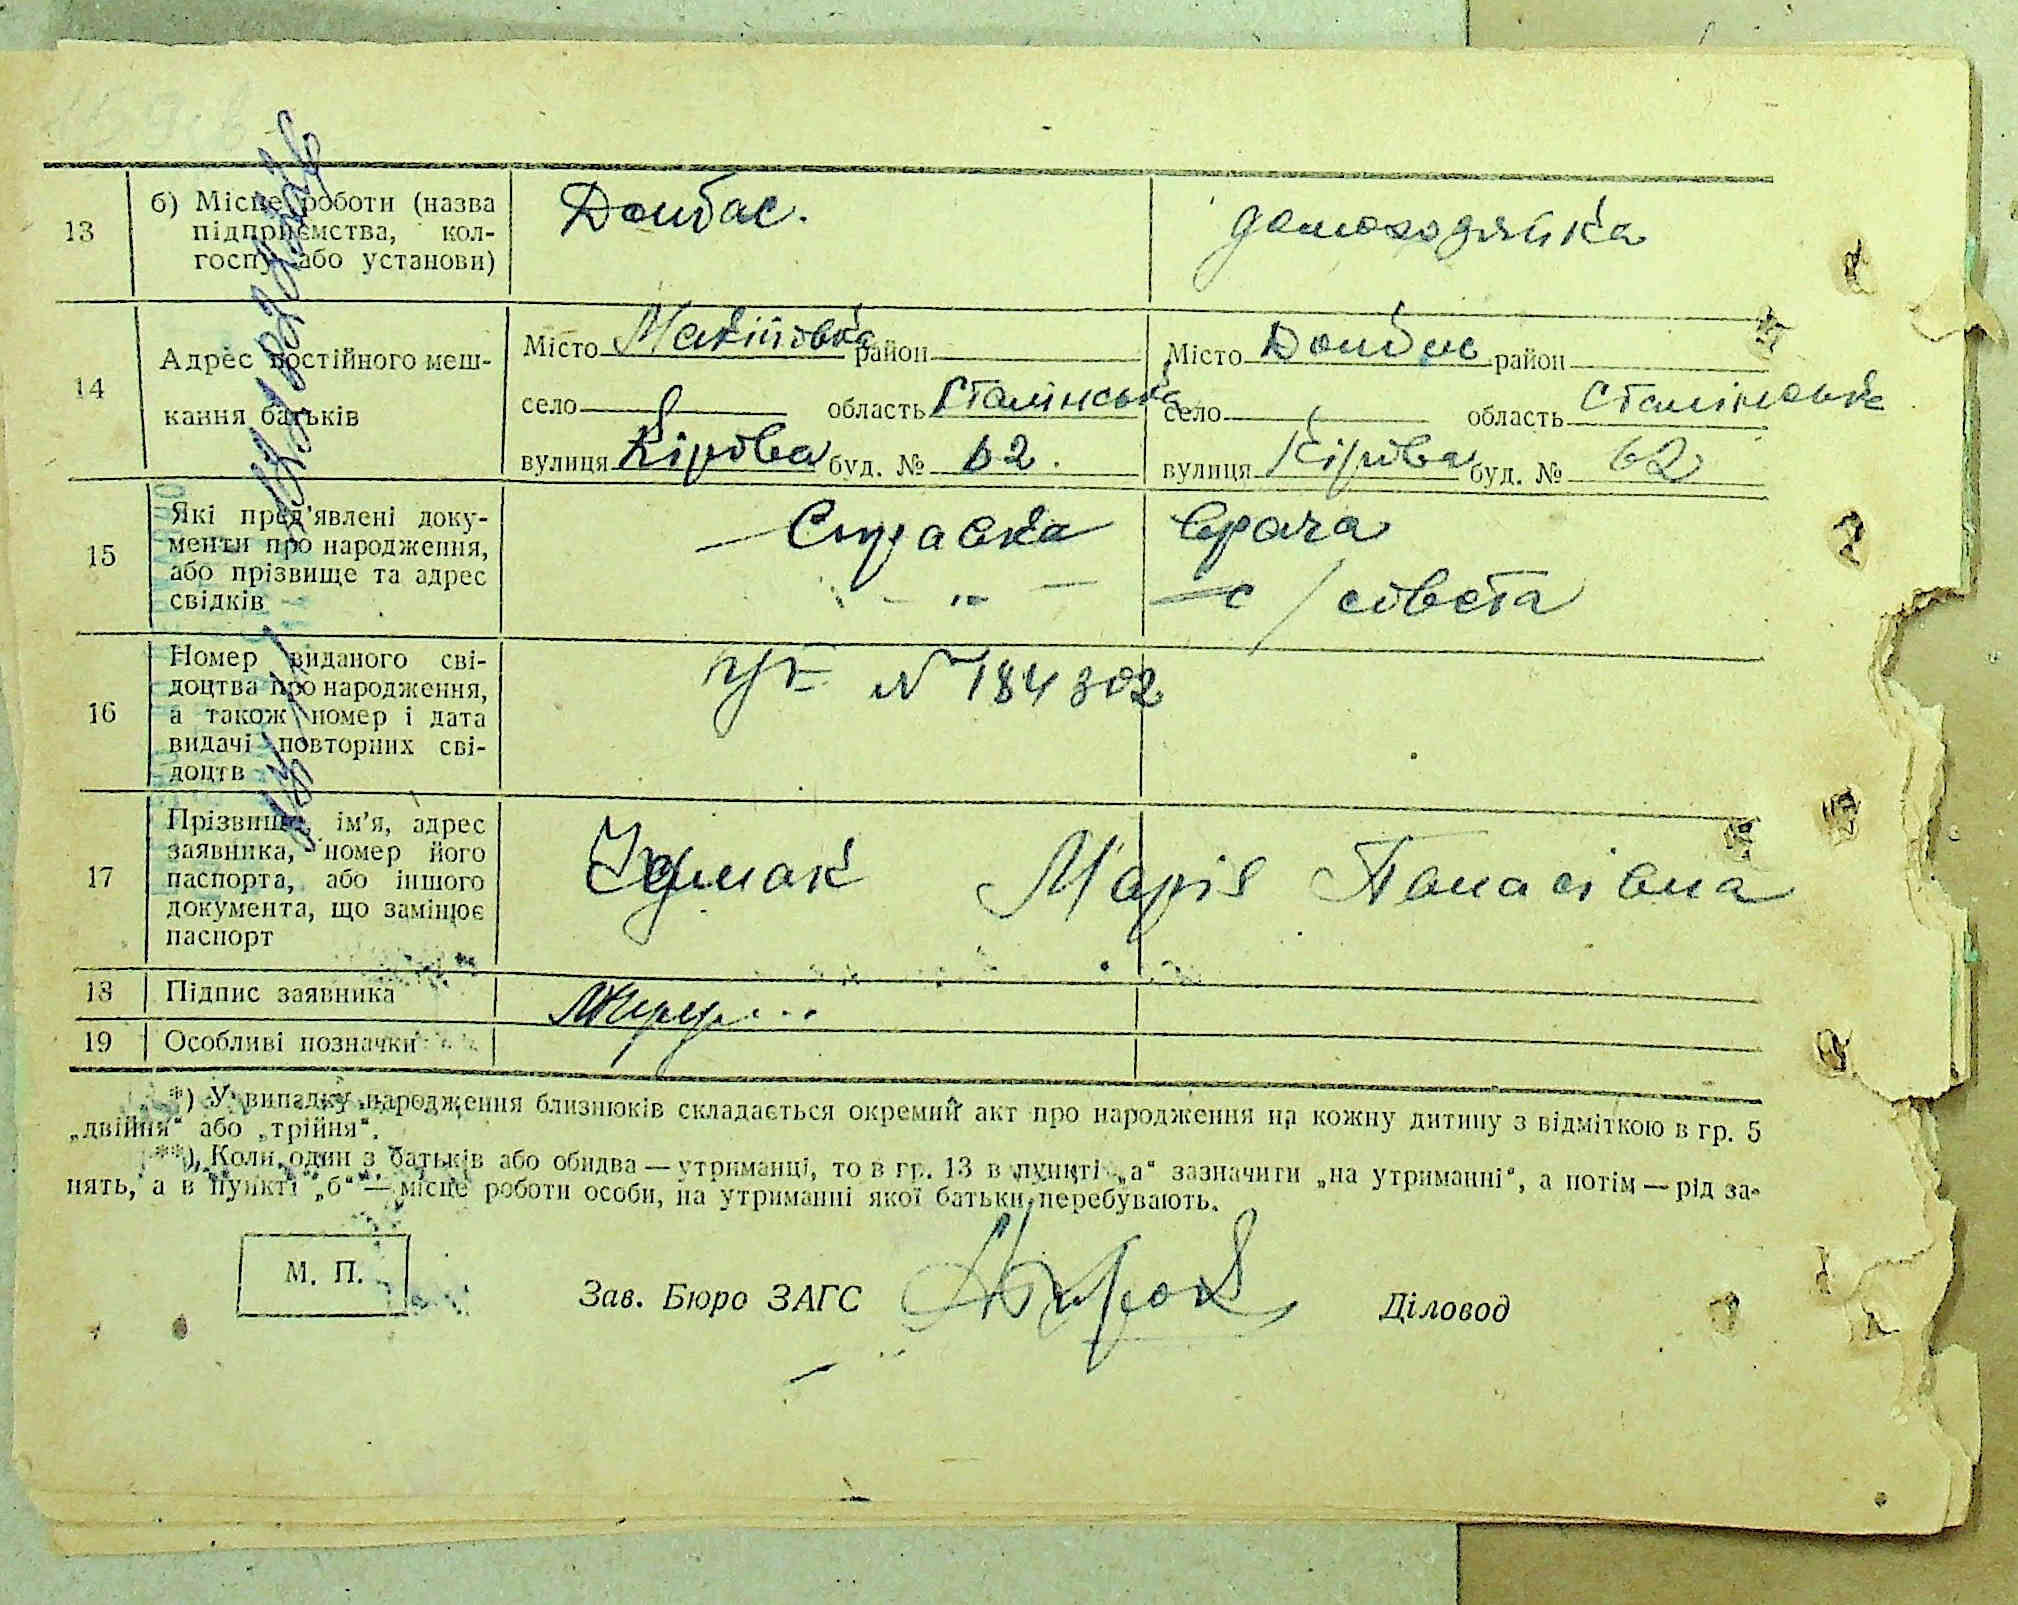 13
б) Місце роботи (назва
підприємства, кол-
госпу або установи)
Донбас.
домохозяйка
14
Адрес постійного меш-
кання батьків
Місто Макіївка район
село область Сталінська
вулиця Кірова буд. № 62.
Місто Донбас район
село область Сталінська
вулиця Кірова буд. № 62
15
Які пред'явлені доку-
менти про народження,
або прізвище та адрес
свідків
Справка врача
— „ — с/совета
16
Номер виданого сві-
доцтва про народження,
а також номер і дата
видачі повторних сві-
доцтв
№ 184302
17
Прізвище, ім'я, адрес
заявника, номер його
паспорта, або іншого
документа, що замінює
паспорт
Марія Панасівна
18
Підпис заявника
19
Особливі позначки
*) У випадку народження близнюків складається окремий акт про народження на кожну дитину з відміткою в гр. 5
„двійня" або „трійня".
**) Коли один з батьків або обидва — утриманці, то в гр. 13 в пункті „а" зазначити „на утриманні", а потім — рід за-
нять, а в пункті „б" — місце роботи особи, на утриманні якої батьки перебувають.
М. П.
Зав. Бюро ЗАГС
Діловод